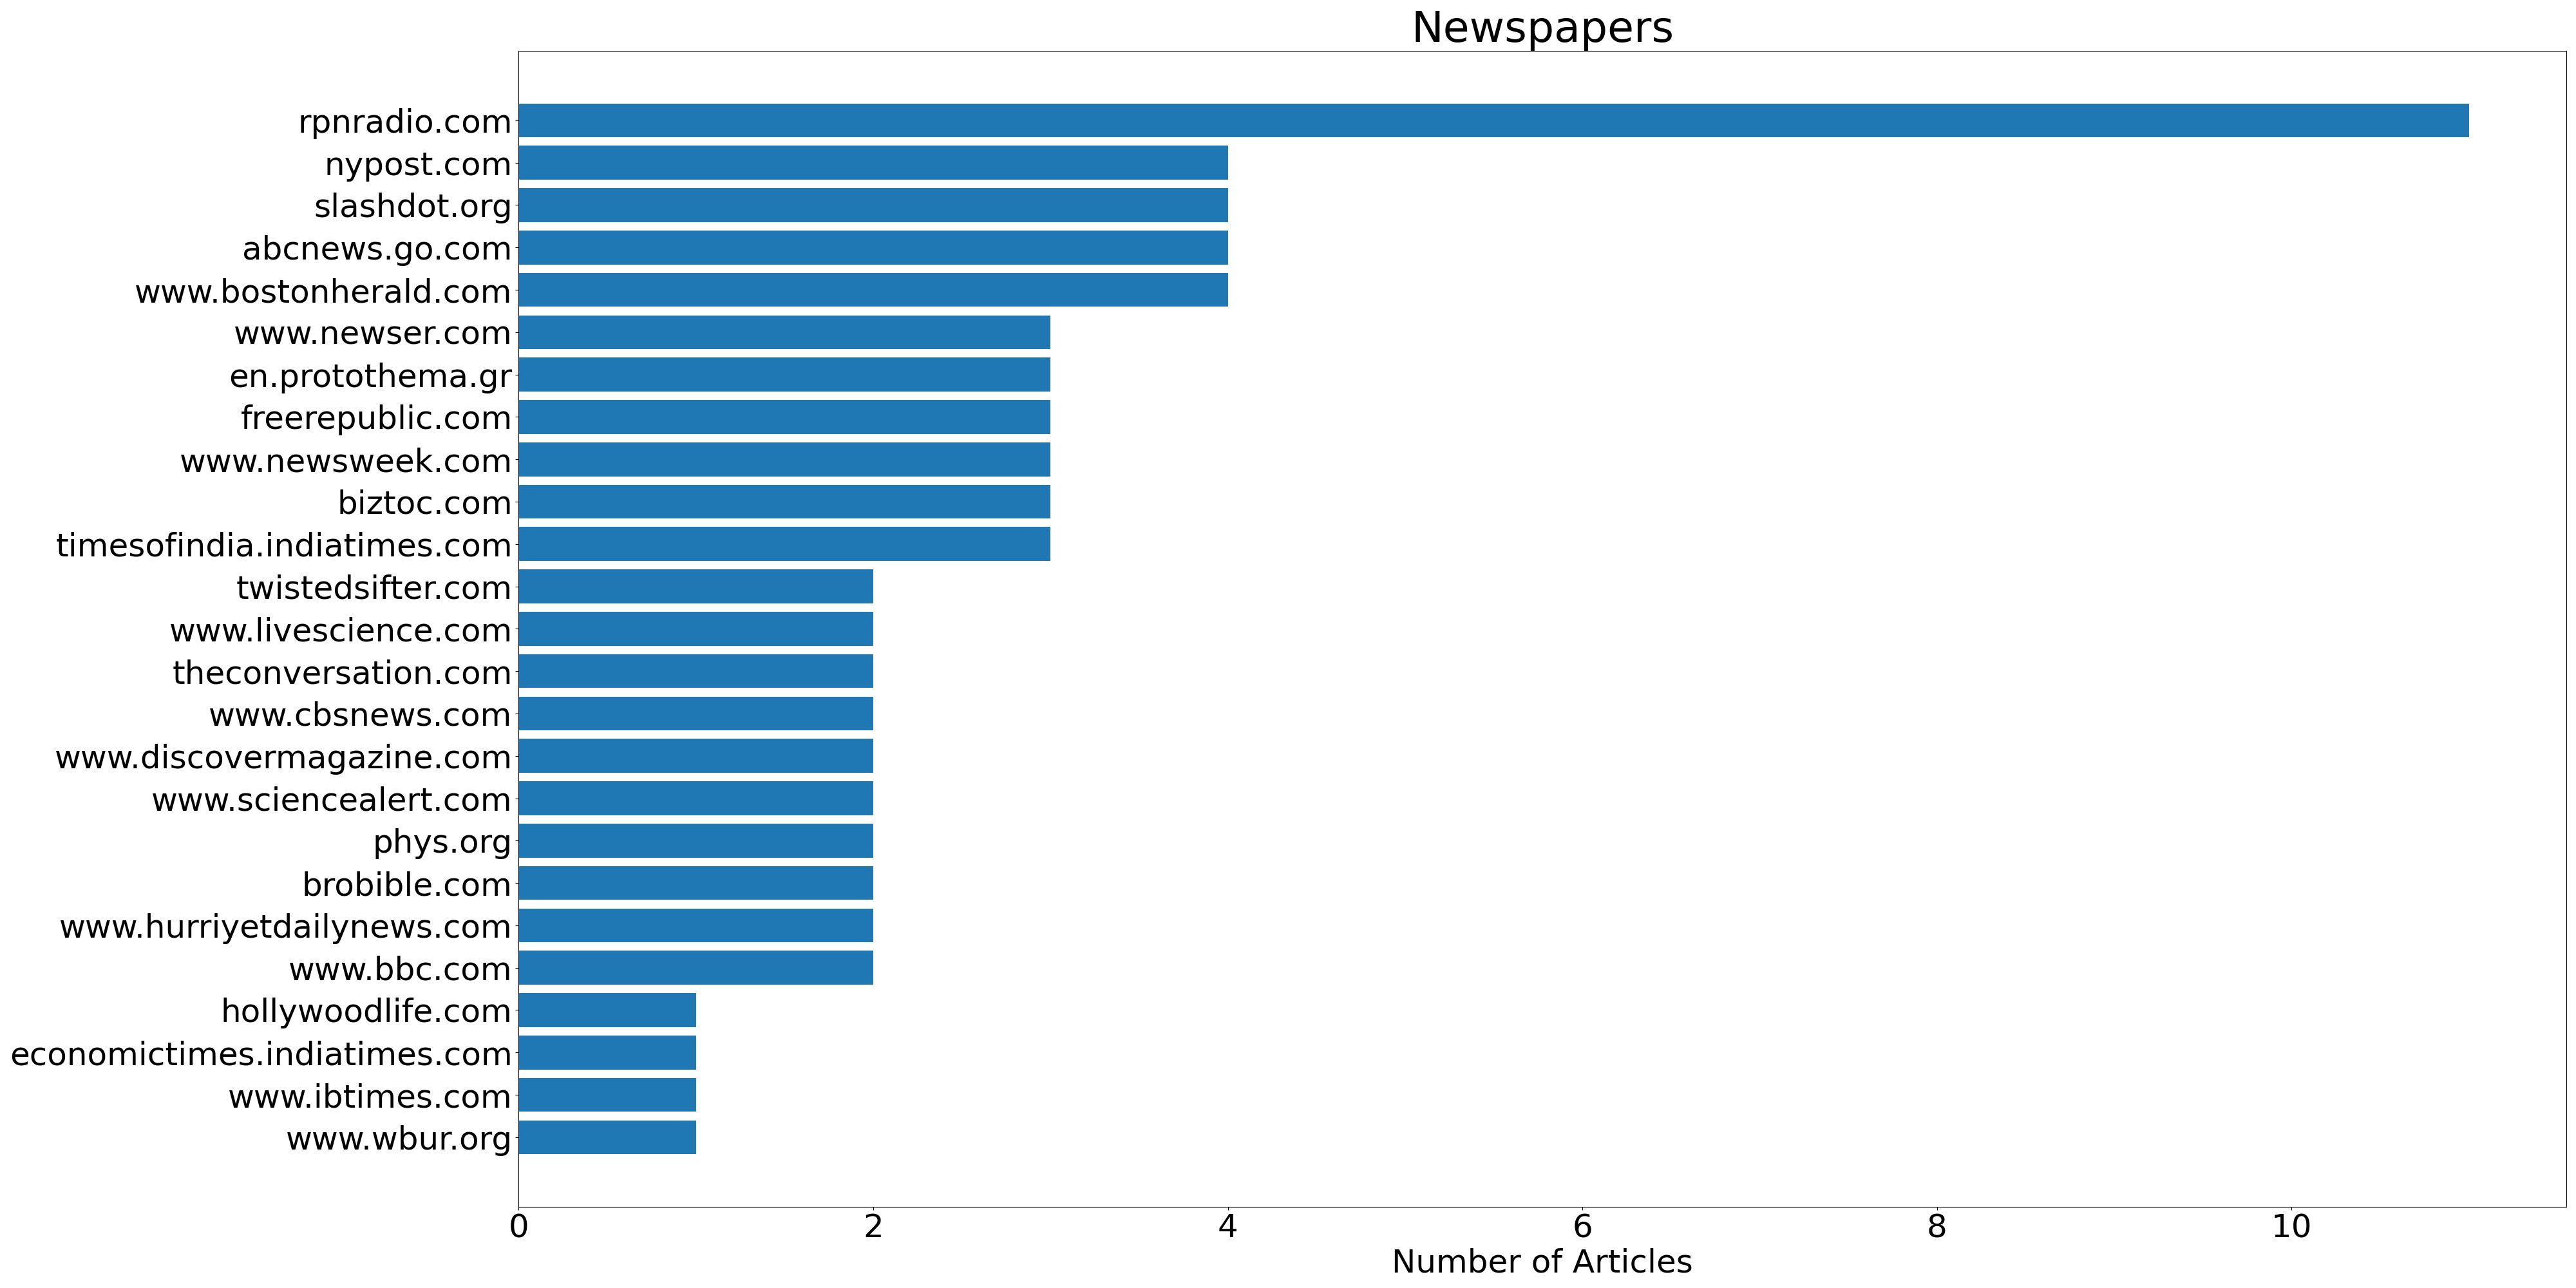 Newspapers
rpnradio.com
nypost.com
slashdot.org
abcnews.go.com
www.bostonherald.com
www.newser.com
en.protothema.gr
freerepublic.com
www.newsweek.com
biztoc.com
timesofindia.indiatimes.com
twistedsifter.com
www.livescience.com
theconversation.com
www.cbsnews.com
www.discovermagazine.com
www.sciencealert.com
phys.org
brobible.com
www.hurriyetdailynews.com
www.bbc.com
hollywoodlife.com
economictimes.indiatimes.com
www.ibtimes.com
www.wbur.org
0 2 4 6 8 10
Number of Articles